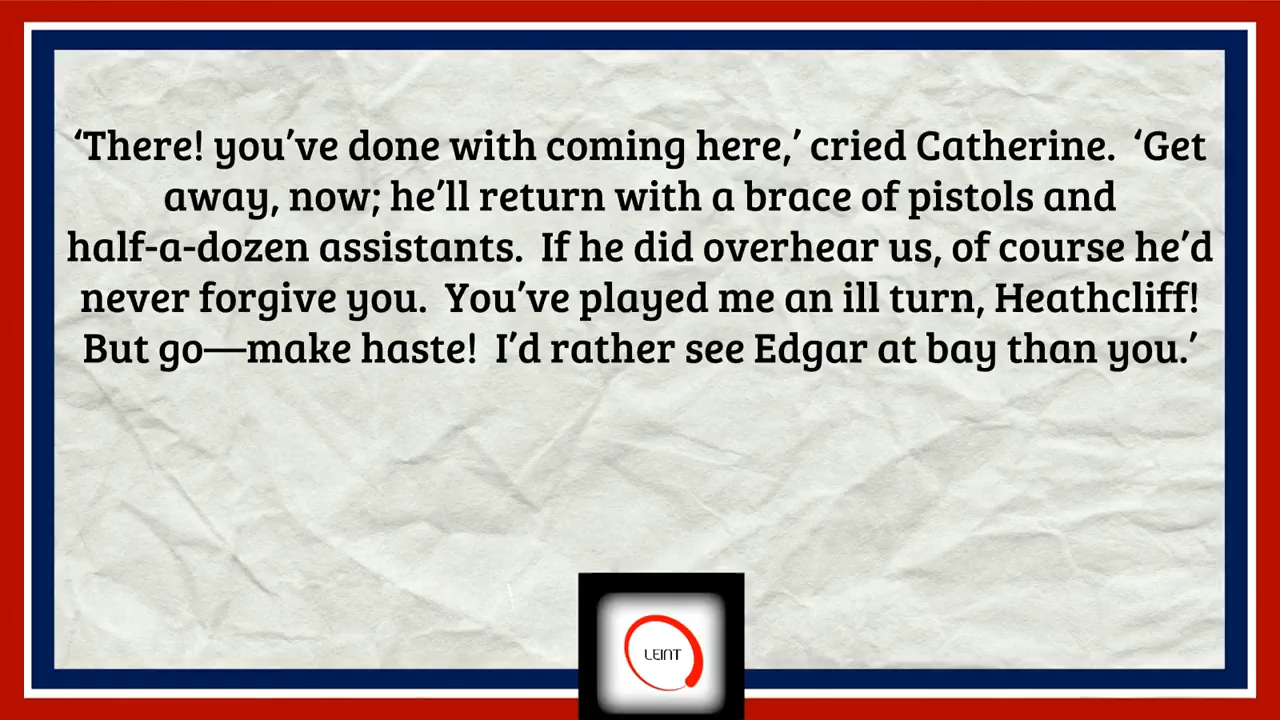 ‘There! you’ve done with coming here,’ cried Catherine.  ‘Get
away, now; he’ll return with a brace of pistols and
half-a-dozen assistants.  If he did overhear us, of course he’d
never forgive you.  You’ve played me an ill turn, Heathcliff!
But go—make haste!  I’d rather see Edgar at bay than you.’
LEINT